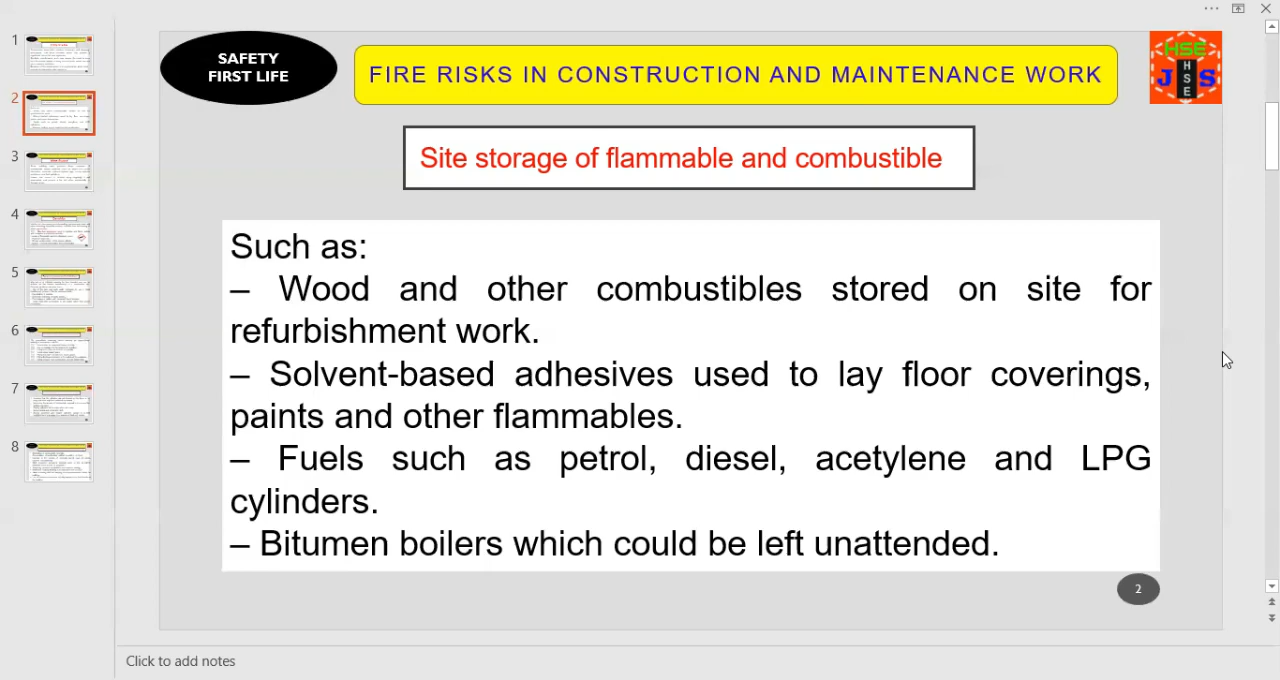 1
2
3
4
5
6
7
8
SAFETY
FIRST LIFE
FIRE RISKS IN CONSTRUCTION AND MAINTENANCE WORK
HSE
J HSE S
Site storage of flammable and combustible
Such as:
– Wood and other combustibles stored on site for
refurbishment work.
– Solvent-based adhesives used to lay floor coverings,
paints and other flammables.
– Fuels such as petrol, diesel, acetylene and LPG
cylinders.
– Bitumen boilers which could be left unattended.
2
Click to add notes